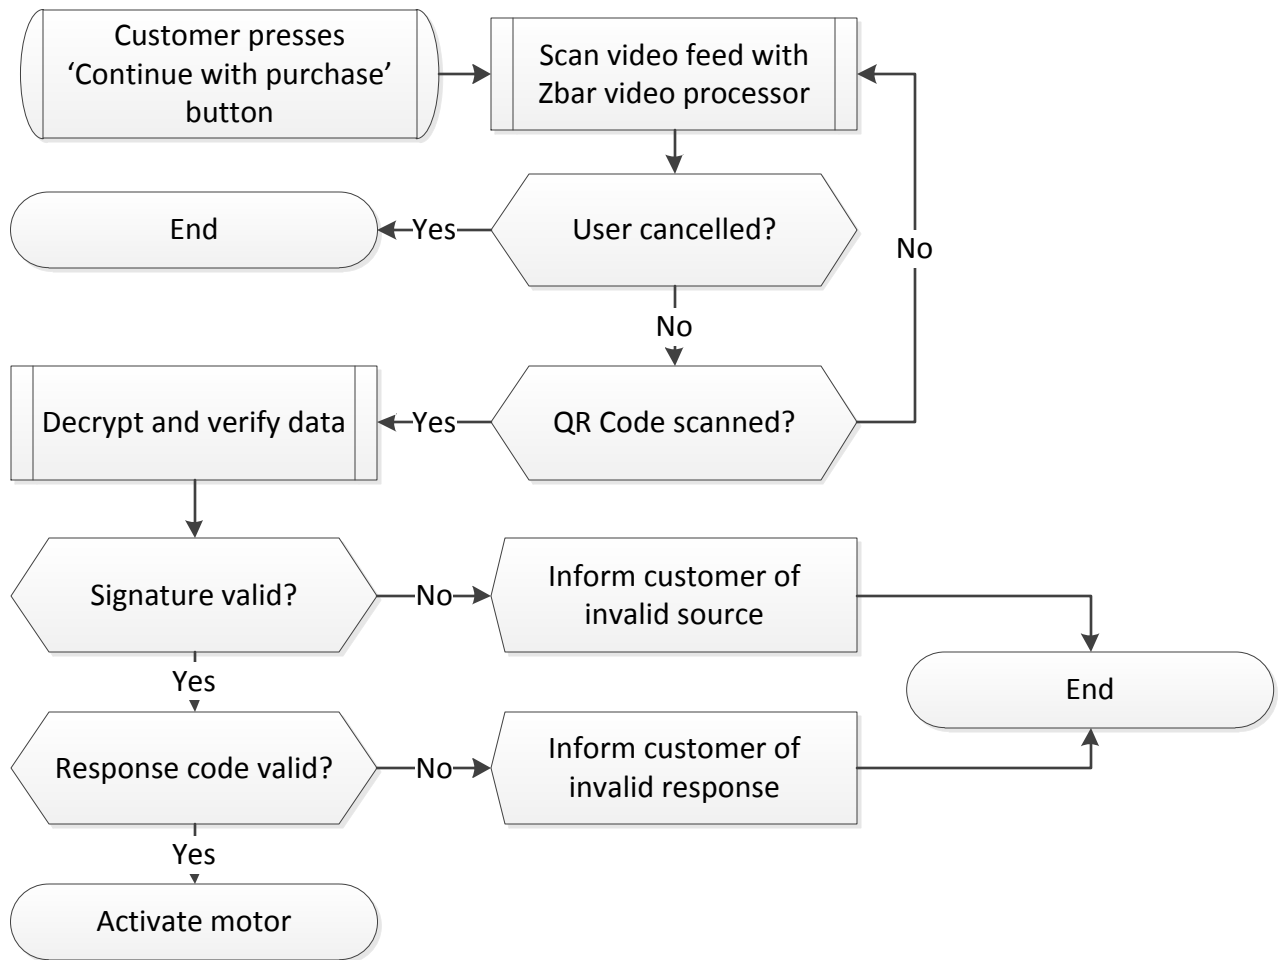 Customer presses
‘Continue with purchase’
button
Scan video feed with
Zbar video processor
End
Yes
User cancelled?
No
No
Decrypt and verify data
Yes
QR Code scanned?
Signature valid?
No
Inform customer of
invalid source
Yes
End
Response code valid?
No
Inform customer of
invalid response
Yes
Activate motor